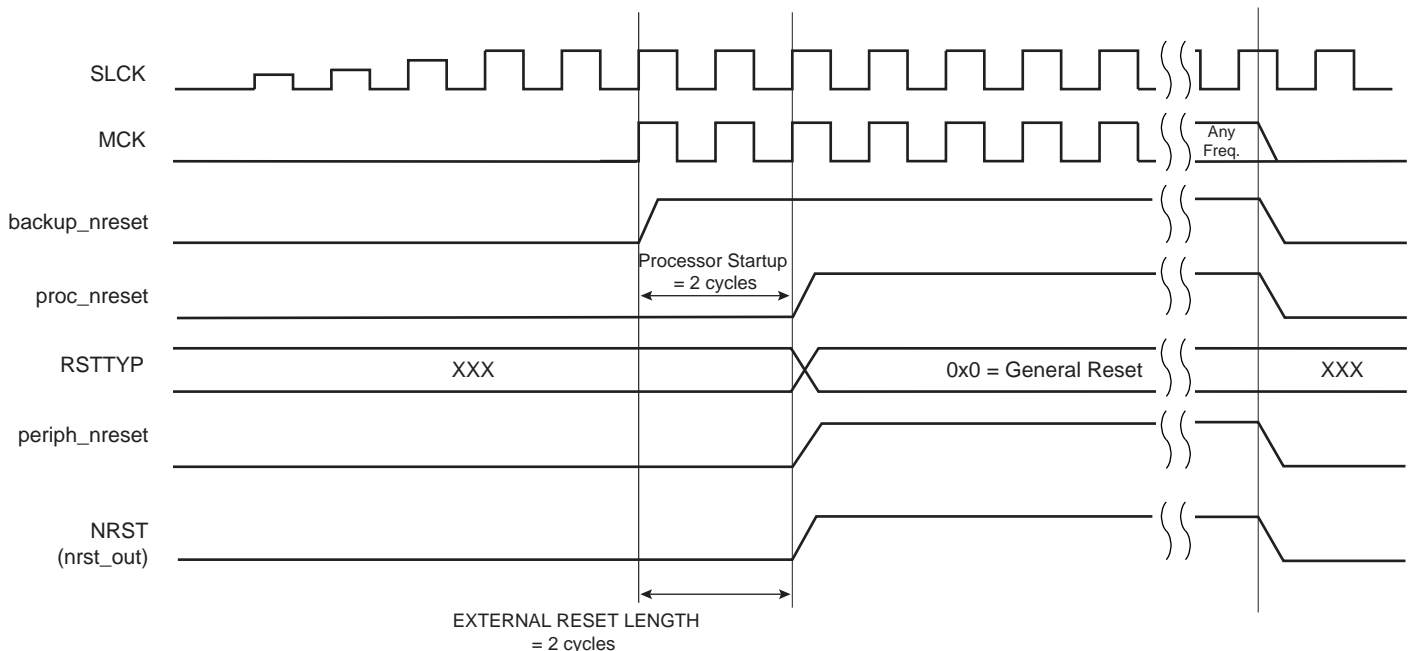 SLCK
MCK
Any
Freq.
backup_nreset
Processor Startup
= 2 cycles
proc_nreset
RSTTYP
XXX
0x0 = General Reset
XXX
periph_nreset
NRST
(nrst_out)
EXTERNAL RESET LENGTH
= 2 cycles